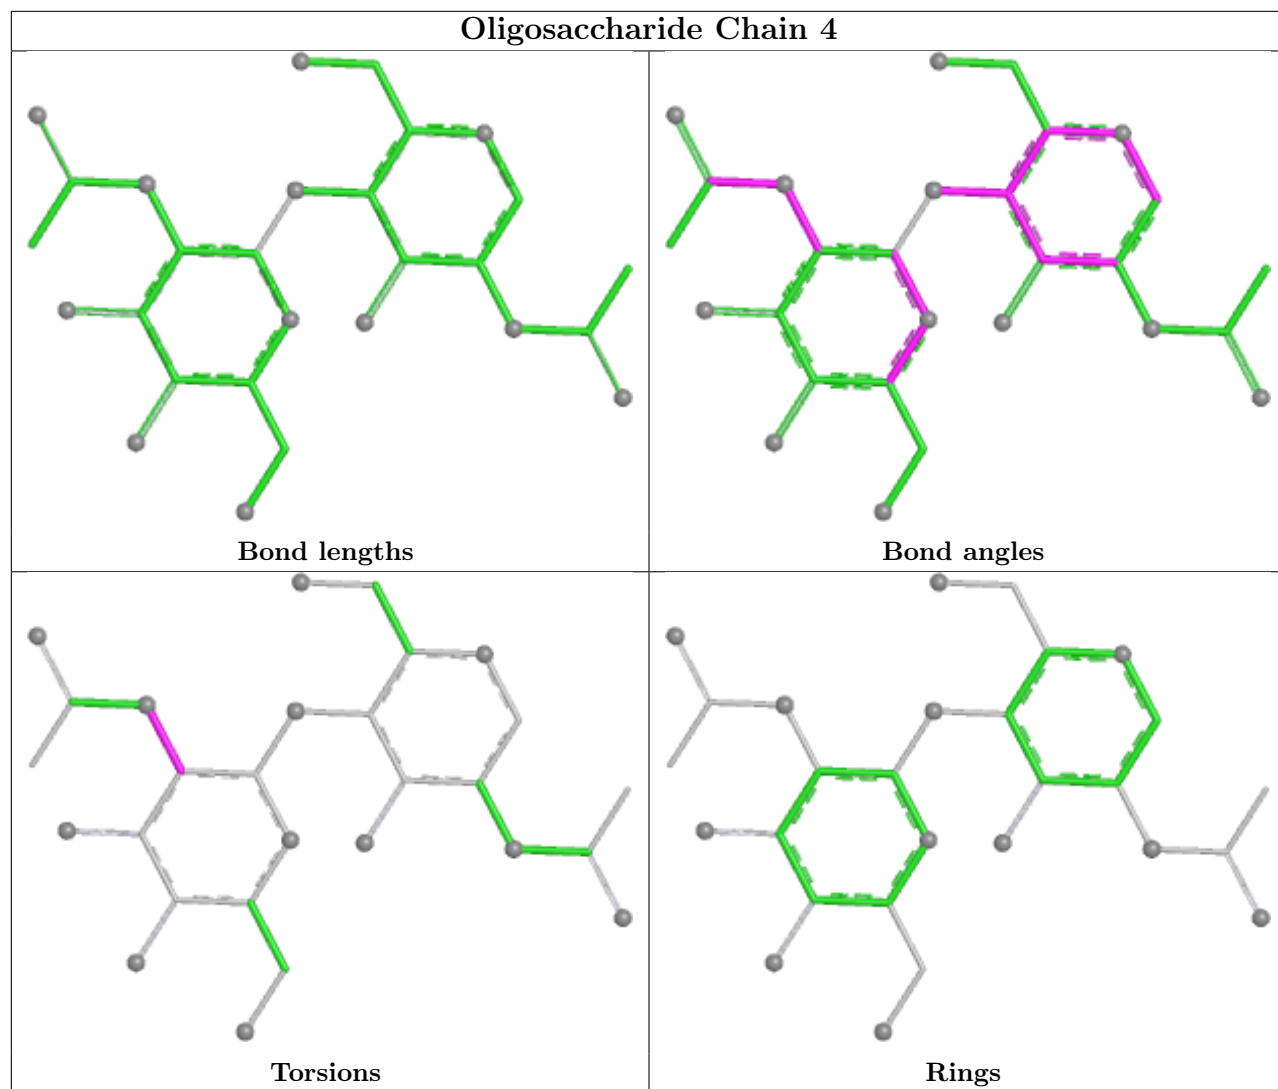 Oligosaccharide Chain 4
Bond lengths
Bond angles
Torsions
Rings